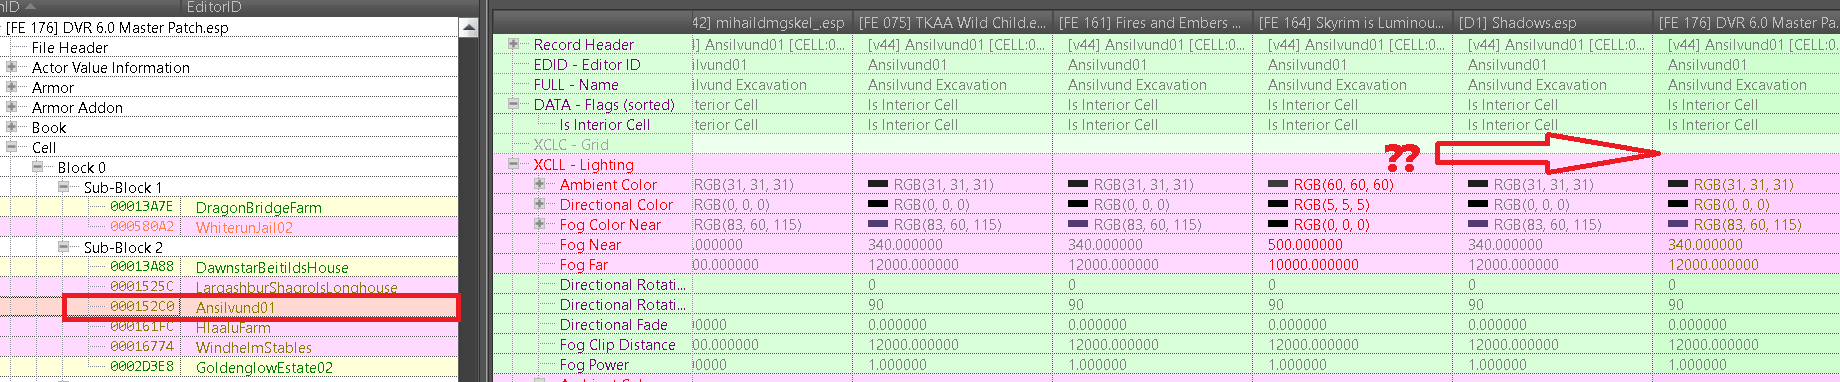 nID EditorID
[FE 176] DVR 6.0 Master Patch.esp
File Header
Actor Value Information
Armor
Armor Addon
Book
Cell
Block 0
Sub-Block 1
00013A7E DragonBridgeFarm
000580A2 WhiterunJail02
Sub-Block 2
00013A88 DawnstarBeitildsHouse
0001525C LargashburShagrolsLonghouse
000152C0 Ansilvund01
000161FC HlaaluFarm
00016774 WindhelmStables
0002D3E8 GoldenglowEstate02
42] mihaildmgskel_.esp [FE 075] TKAA Wild Child.e... [FE 161] Fires and Embers ... [FE 164] Skyrim is Luminou... [D1] Shadows.esp [FE 176] DVR 6.0 Master Pa...
Record Header ] Ansilvund01 [CELL:0... [v44] Ansilvund01 [CELL:0... [v44] Ansilvund01 [CELL:0... [v44] Ansilvund01 [CELL:0... [v44] Ansilvund01 [CELL:0... [v44] Ansilvund01 [CELL:0...
EDID - Editor ID ilvund01 Ansilvund01 Ansilvund01 Ansilvund01 Ansilvund01 Ansilvund01
FULL - Name ilvund Excavation Ansilvund Excavation Ansilvund Excavation Ansilvund Excavation Ansilvund Excavation Ansilvund Excavation
DATA - Flags (sorted) terior Cell Is Interior Cell Is Interior Cell Is Interior Cell Is Interior Cell Is Interior Cell
Is Interior Cell terior Cell Is Interior Cell Is Interior Cell Is Interior Cell Is Interior Cell Is Interior Cell
XCLC - Grid
??
XCLL - Lighting
Ambient Color RGB(31, 31, 31) RGB(31, 31, 31) RGB(31, 31, 31) RGB(60, 60, 60) RGB(31, 31, 31) RGB(31, 31, 31)
Directional Color RGB(0, 0, 0) RGB(0, 0, 0) RGB(0, 0, 0) RGB(5, 5, 5) RGB(0, 0, 0) RGB(0, 0, 0)
Fog Color Near RGB(83, 60, 115) RGB(83, 60, 115) RGB(83, 60, 115) RGB(0, 0, 0) RGB(83, 60, 115) RGB(83, 60, 115)
Fog Near .000000 340.000000 340.000000 500.000000 340.000000 340.000000
Fog Far 00.000000 12000.000000 12000.000000 10000.000000 12000.000000 12000.000000
Directional Rotati... 0 0 0 0 0
Directional Rotati... 90 90 90 90 90
Directional Fade 00000 0.000000 0.000000 0.000000 0.000000 0.000000
Fog Clip Distance 00.000000 12000.000000 12000.000000 12000.000000 12000.000000 12000.000000
Fog Power 00000 1.000000 1.000000 1.000000 1.000000 1.000000